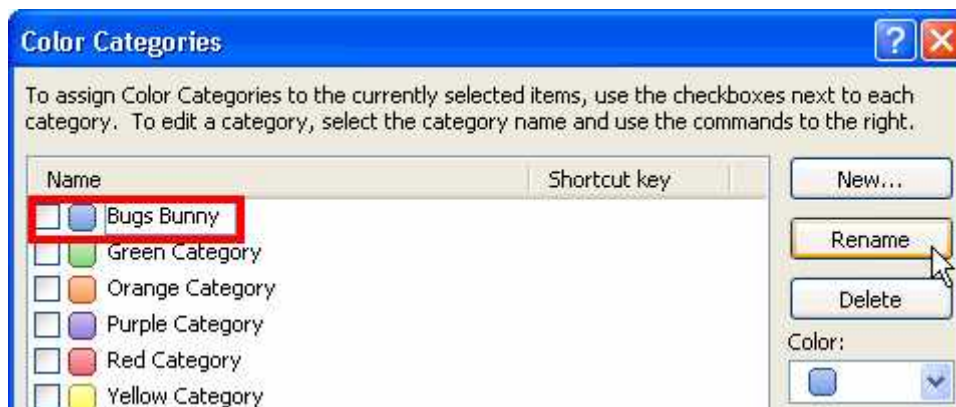 Color Categories
To assign Color Categories to the currently selected items, use the checkboxes next to each
category.  To edit a category, select the category name and use the commands to the right.
Name Shortcut key New...
Bugs Bunny
Green Category Rename
Orange Category Delete
Purple Category
Color:
Red Category
Yellow Category